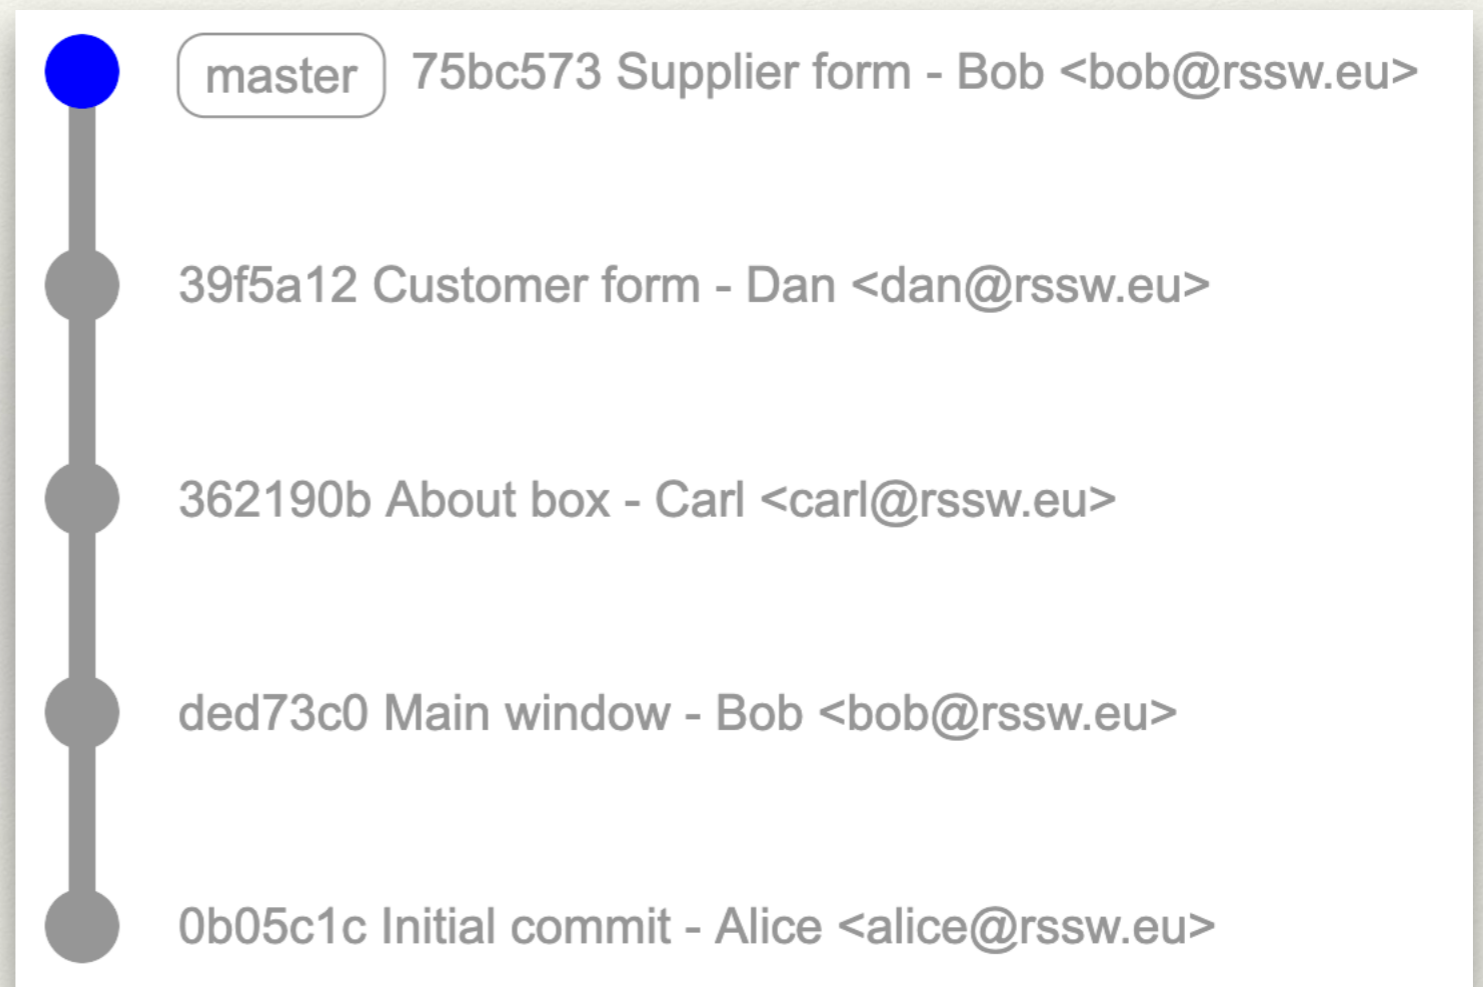 master 75bc573 Supplier form - Bob <bob@rssw.eu>
39f5a12 Customer form - Dan <dan@rssw.eu>
362190b About box - Carl <carl@rssw.eu>
ded73c0 Main window - Bob <bob@rssw.eu>
0b05c1c Initial commit - Alice <alice@rssw.eu>